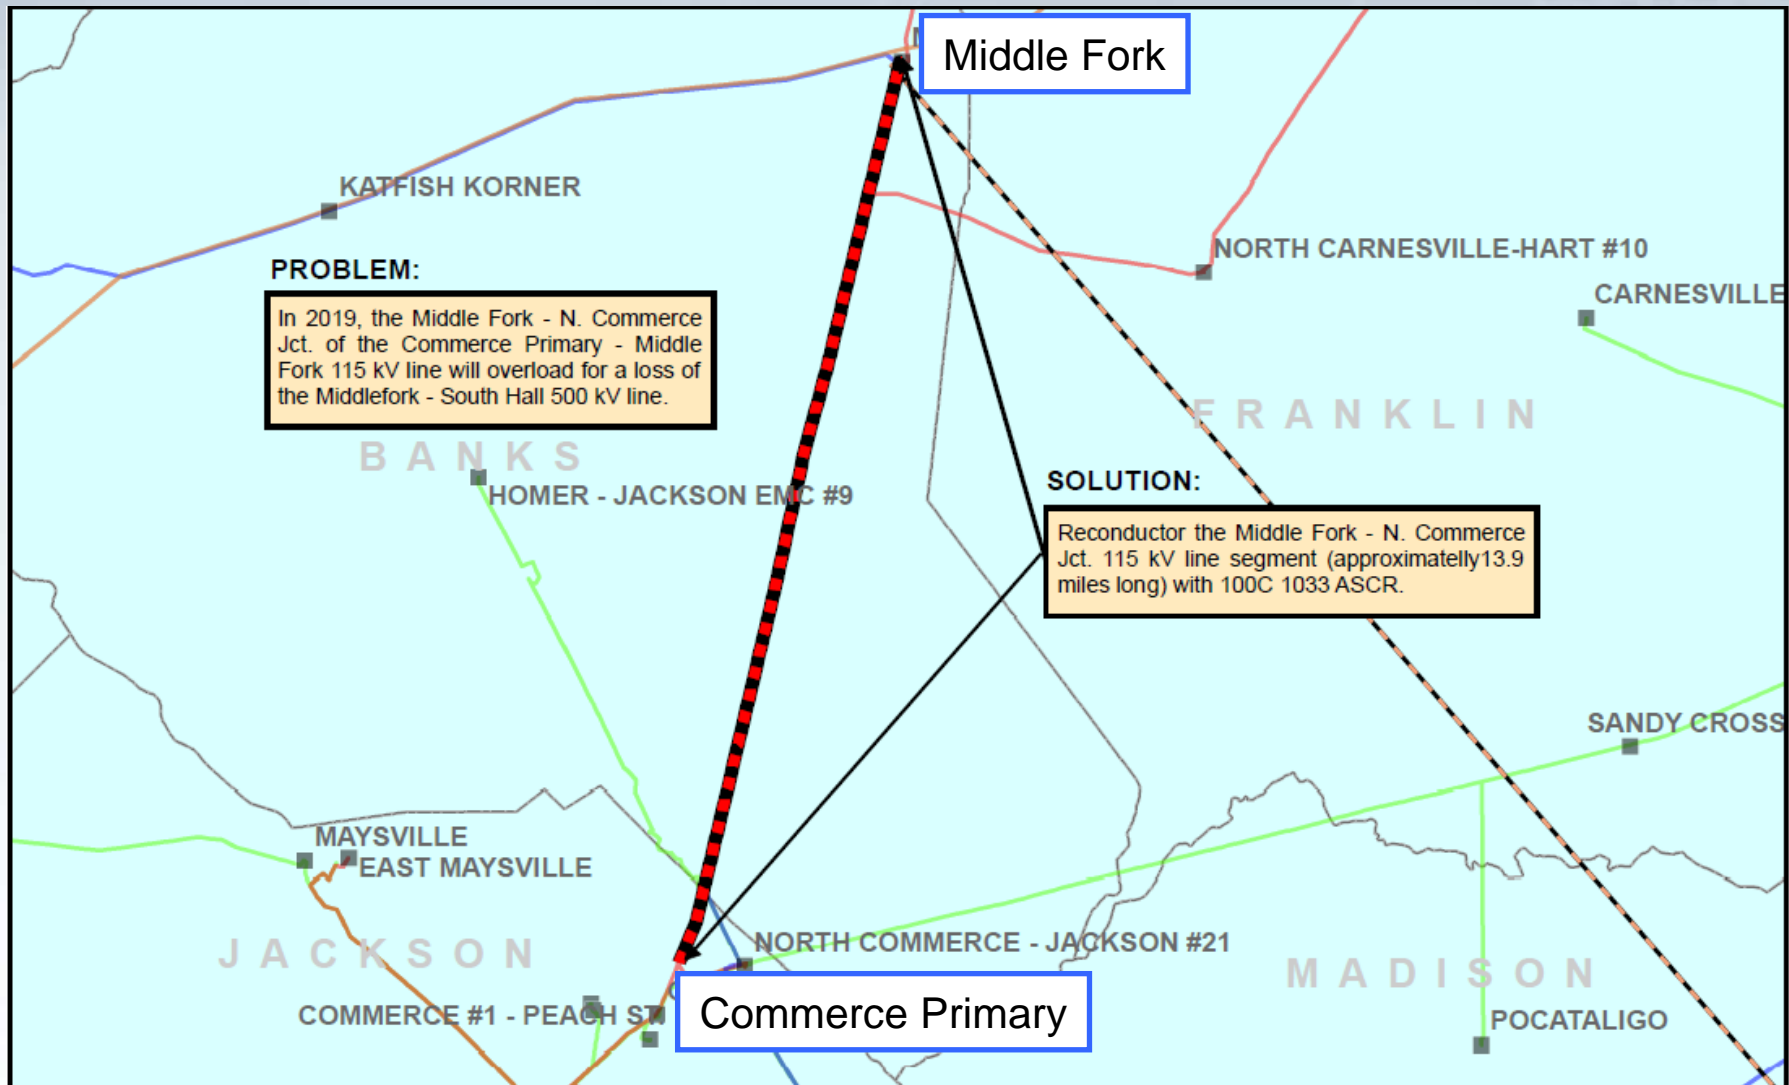 Middle Fork
KATFISH KORNER
NORTH CARNESVILLE-HART #10
PROBLEM:
CARNESVILLE
In 2019, the Middle Fork - N. Commerce
Jct. of the Commerce Primary - Middle
Fork 115 kV line will overload for a loss of
the Middlefork - South Hall 500 kV line.
FRANKLIN
BANKS
HOMER - JACKSON EMC #9
SOLUTION:
Reconductor the Middle Fork - N. Commerce
Jct. 115 kV line segment (approximatelly13.9
miles long) with 100C 1033 ASCR.
SANDY CROSS
MAYSVILLE
EAST MAYSVILLE
JACKSON
NORTH COMMERCE - JACKSON #21
MADISON
COMMERCE #1 - PEACH ST
Commerce Primary
POCATALIGO